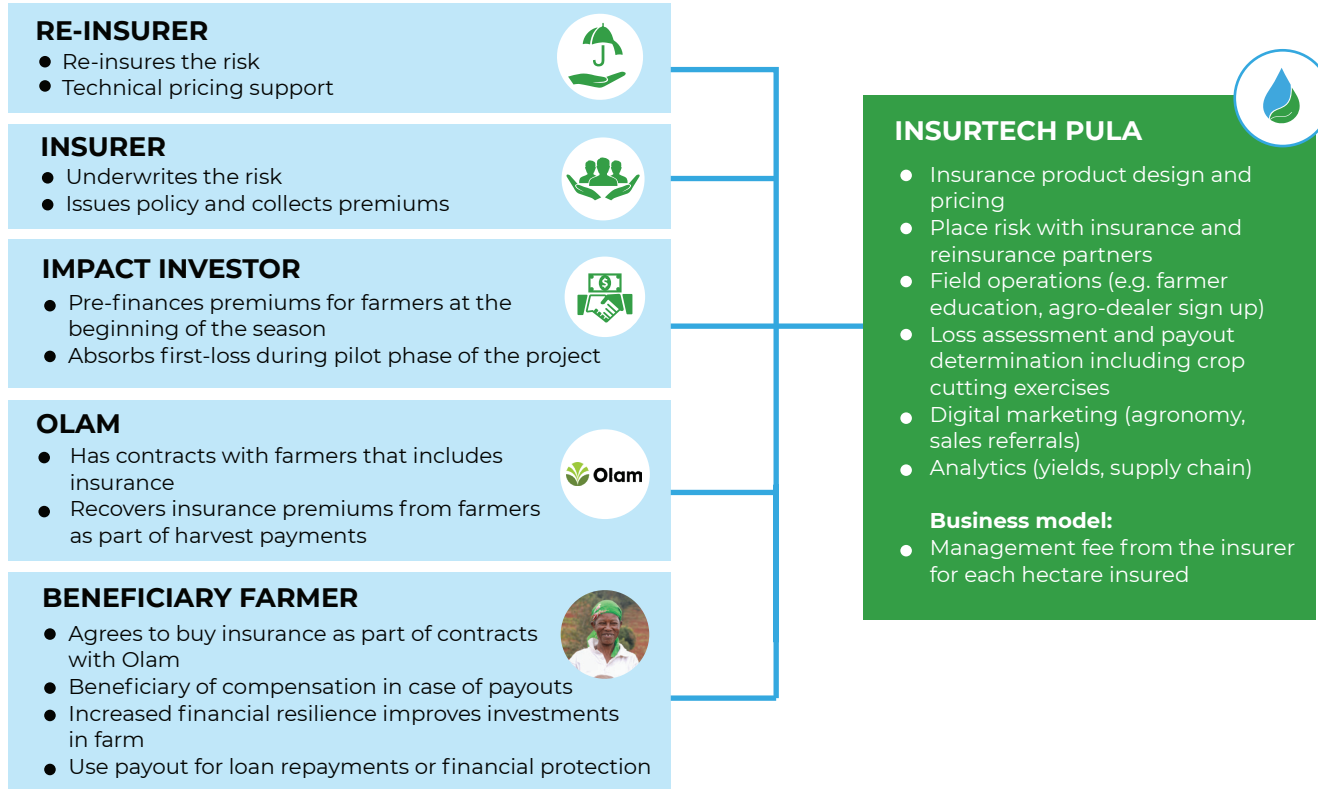 RE-INSURER
● Re-insures the risk
● Technical pricing support
INSURER
● Underwrites the risk
● Issues policy and collects premiums
IMPACT INVESTOR
● Pre-finances premiums for farmers at the
beginning of the season
● Absorbs first-loss during pilot phase of the project
OLAM
● Has contracts with farmers that includes
insurance
● Recovers insurance premiums from farmers
as part of harvest payments
Olam
BENEFICIARY FARMER
● Agrees to buy insurance as part of contracts
with Olam
● Beneficiary of compensation in case of payouts
● Increased financial resilience improves investments
in farm
● Use payout for loan repayments or financial protection
INSURTECH PULA
● Insurance product design and
pricing
● Place risk with insurance and
reinsurance partners
● Field operations (e.g. farmer
education, agro-dealer sign up)
● Loss assessment and payout
determination including crop
cutting exercises
● Digital marketing (agronomy,
sales referrals)
● Analytics (yields, supply chain)
Business model:
● Management fee from the insurer
for each hectare insured
$